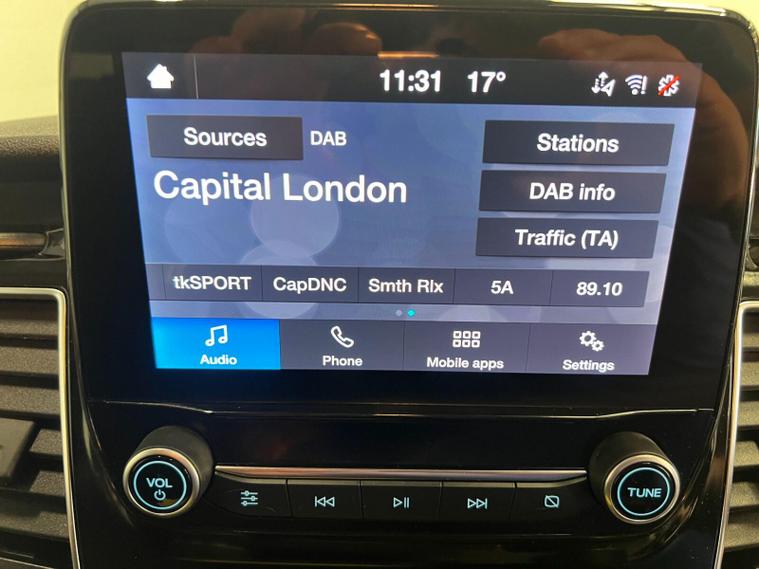 11:31 17°
Sources DAB Stations
Capital London DAB info
Traffic (TA)
tkSPORT CapDNC Smth Rlx 5A 89.10
Audio Phone Mobile apps Settings
VOL TUNE